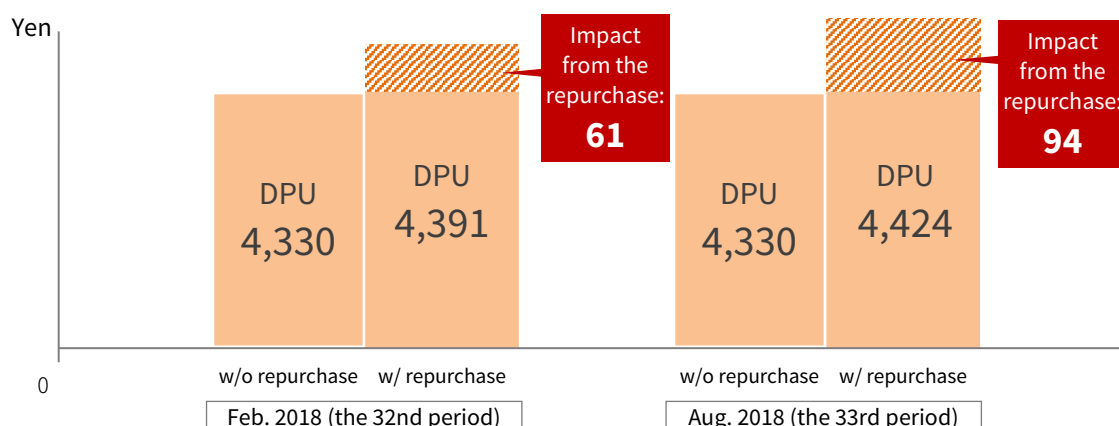 Yen
Impact
from the
repurchase:
61
Impact
from the
repurchase:
94
DPU
4,330
DPU
4,391
DPU
4,330
DPU
4,424
0
w/o repurchase
w/ repurchase
w/o repurchase
w/ repurchase
Feb. 2018 (the 32nd period)
Aug. 2018 (the 33rd period)